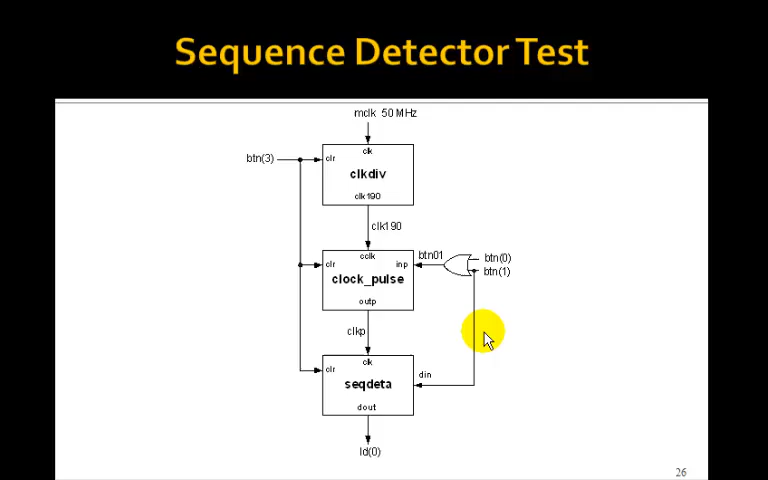 Sequence Detector Test
mclk 50 MHz
clk
btn(3)
clr
clkdiv
clk190
clk190
cclk
btn01
btn(0)
clr
inp
btn(1)
clock_pulse
outp
clkp
clk
clr
din
seqdeta
dout
ld(0)
26